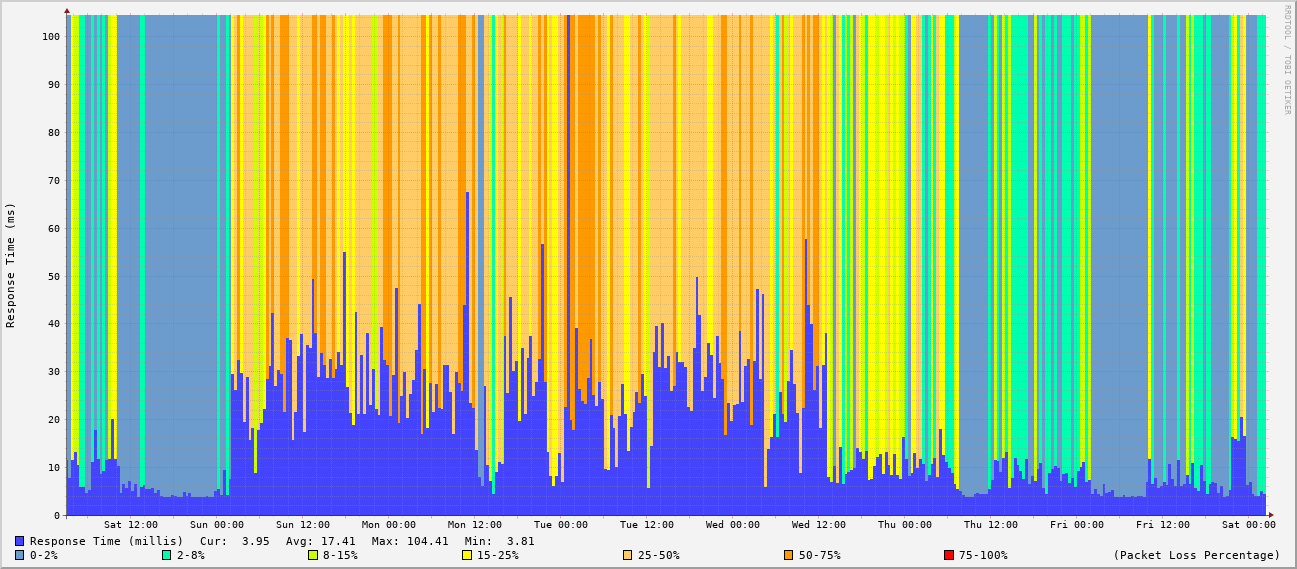 RRDTOOL / TOBI OETIKER
Response Time (ms)
100
90
80
70
60
50
40
30
20
10
0
Sat 12:00 Sun 00:00 Sun 12:00 Mon 00:00 Mon 12:00 Tue 00:00 Tue 12:00 Wed 00:00 Wed 12:00 Thu 00:00 Thu 12:00 Fri 00:00 Fri 12:00 Sat 00:00
Response Time (millis) Cur: 3.95 Avg: 17.41 Max: 104.41 Min: 3.81
0-2% 2-8% 8-15% 15-25% 25-50% 50-75% 75-100% (Packet Loss Percentage)